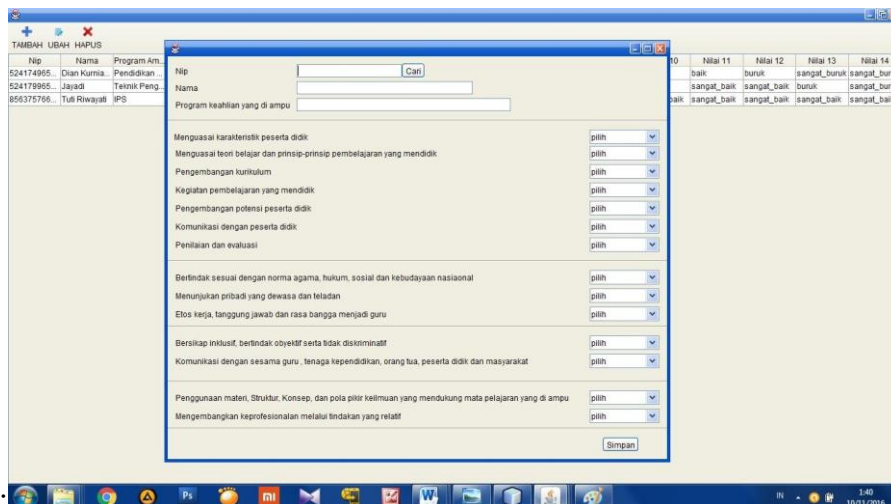 TAMBAH UBAH HAPUS
Nip Nama Program Am... 10 Nilai 11 Nilai 12 Nilai 13 Nilai 14
524174965... Dian Kurnia... Pendidikan ... baik buruk sangat_buruk sangat_bur
524179965... Jayadi Teknik Peng... sangat_baik sangat_baik buruk sangat_bur
856375766... Tuti Riwayati IPS baik sangat_baik sangat_baik sangat_baik sangat_bai
Nip Cari
Nama
Program keahlian yang di ampu
Menguasai karakteristik peserta didik pilih
Menguasai teori belajar dan prinsip-prinsip pembelajaran yang mendidik pilih
Pengembangan kurikulum pilih
Kegiatan pembelajaran yang mendidik pilih
Pengembangan potensi peserta didik pilih
Komunikasi dengan peserta didik pilih
Penilaian dan evaluasi pilih
Bertindak sesuai dengan norma agama, hukum, sosial dan kebudayaan nasiaonal pilih
Menunjukan pribadi yang dewasa dan teladan pilih
Etos kerja, tanggung jawab dan rasa bangga menjadi guru pilih
Bersikap inklusif, bertindak obyektif serta tidak diskriminatif pilih
Komunikasi dengan sesama guru , tenaga kependidikan, orang tua, peserta didik dan masyarakat pilih
Penggunaan materi, Struktur, Konsep, dan pola pikir keilmuan yang mendukung mata pelajaran yang di ampu pilih
Mengembangkan keprofesionalan melalui tindakan yang relatif pilih
Simpan
Ps mi W IN 1:40
10/11/2016